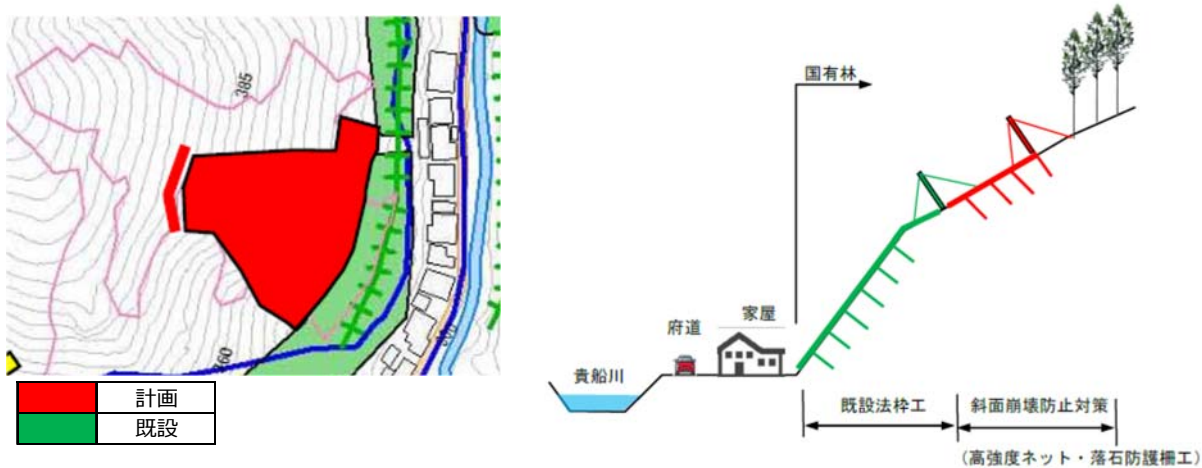 385
360
計画
既設
国有林
府道
家屋
貴船川
既設法枠工
斜面崩壊防止対策
(高強度ネット・落石防護柵工)